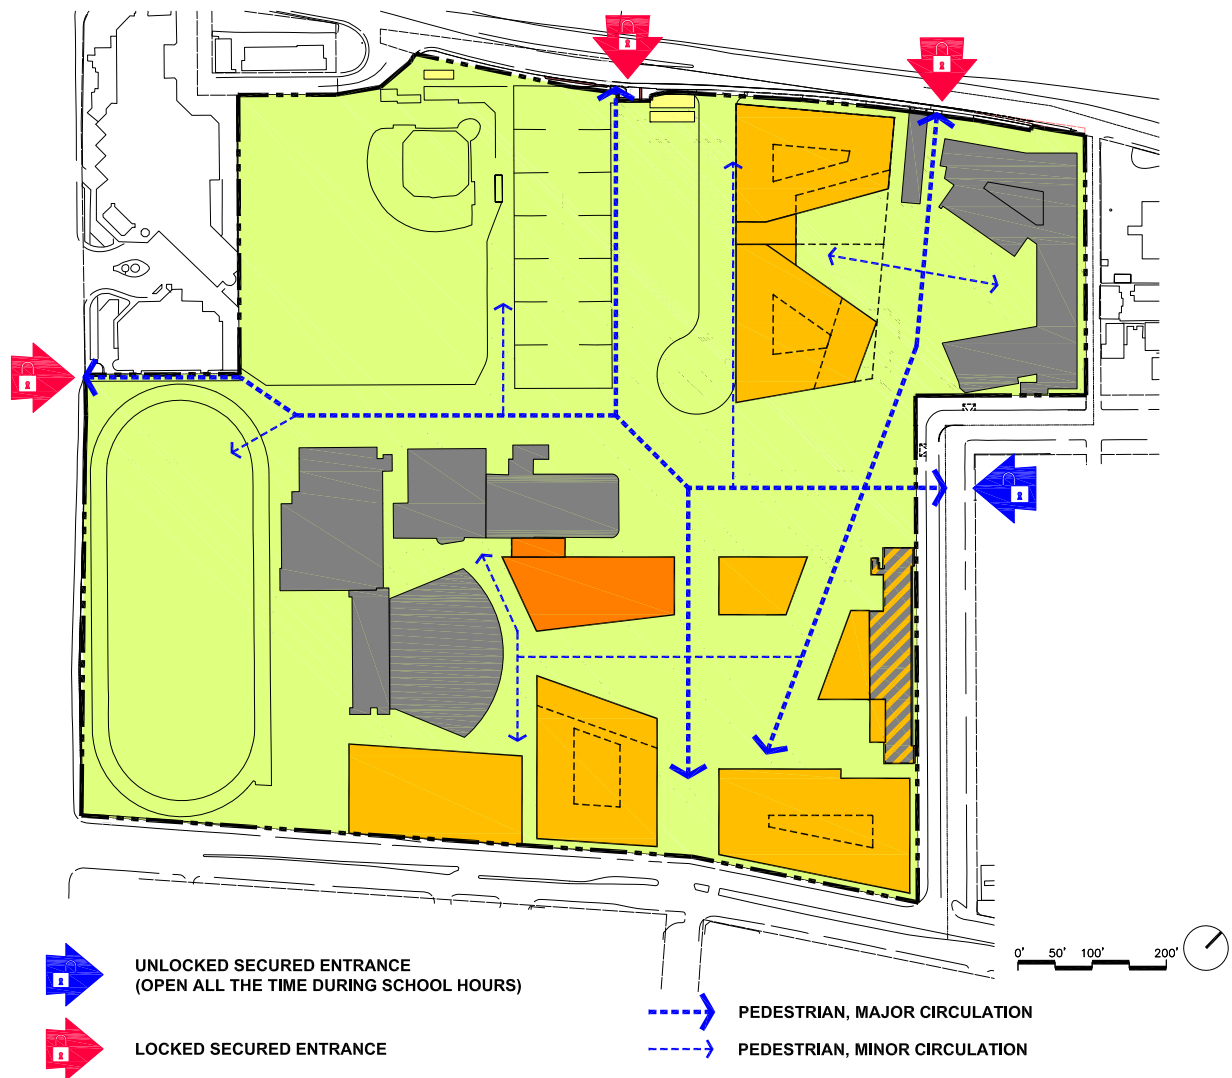 0' 50' 100' 200'
UNLOCKED SECURED ENTRANCE
(OPEN ALL THE TIME DURING SCHOOL HOURS)
PEDESTRIAN, MAJOR CIRCULATION
LOCKED SECURED ENTRANCE
PEDESTRIAN, MINOR CIRCULATION